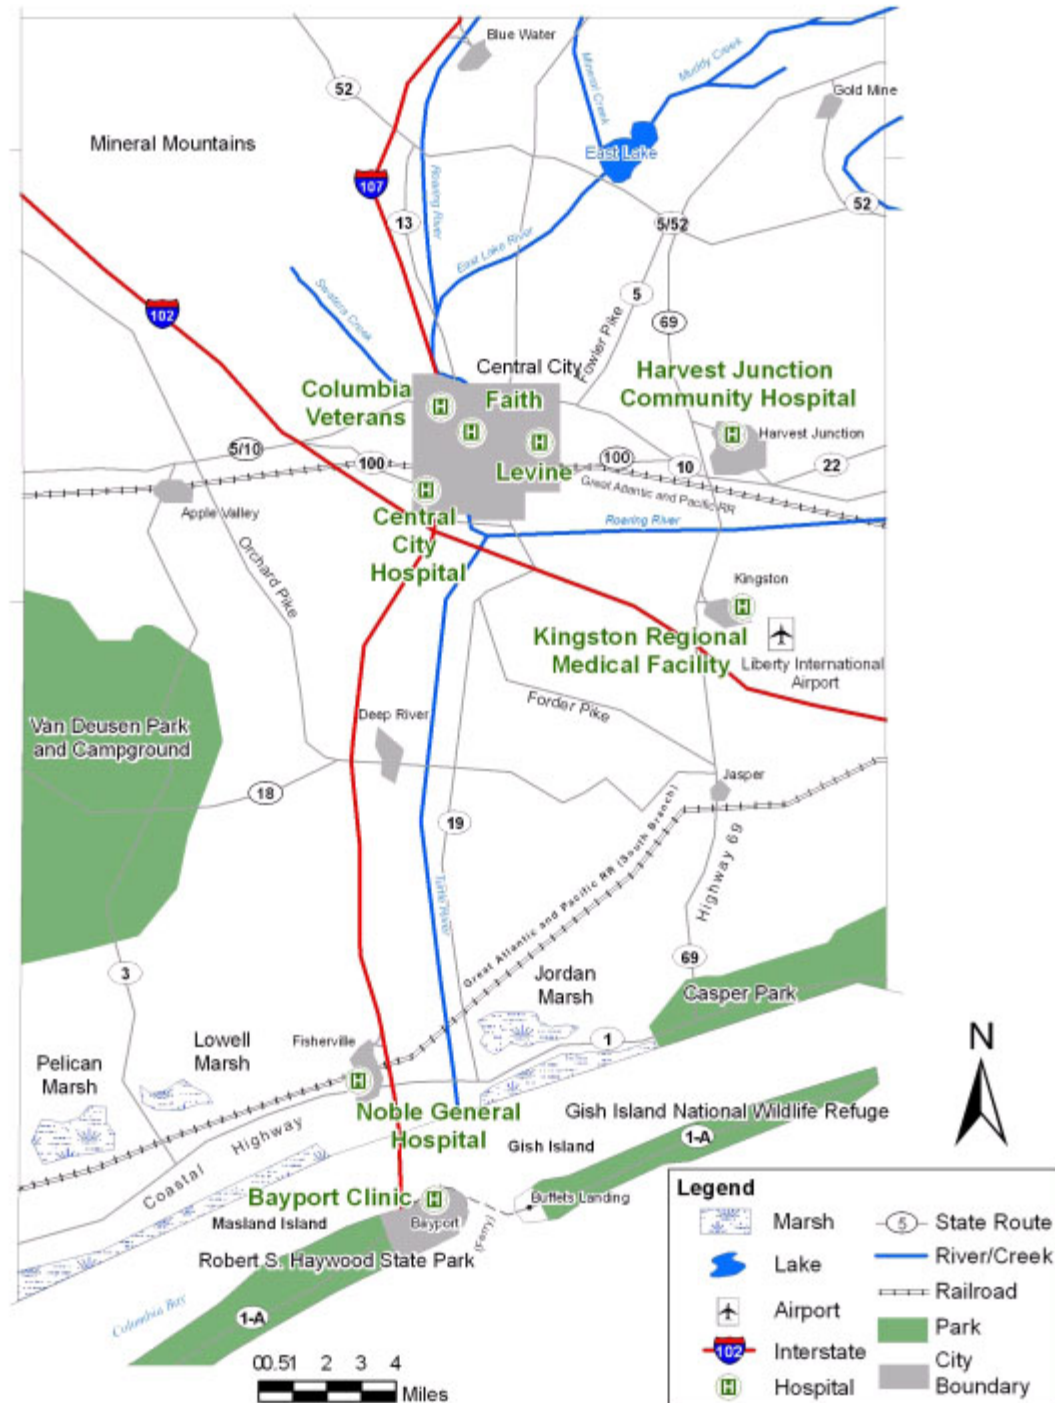 Blue Water
52
Mineral Creek
Muddy Creek
Gold Mine
Mineral Mountains
East Lake
107
Roaring River
52
13
5/52
East Lake River
Swatara Creek
5
102
69
Fowler Pike
Central City
Harvest Junction
Community Hospital
Columbia
Veterans
H
Faith
H
H
Harvest Junction
H
5/10
100
Levine
100
10
22
Great Atlantic and Pacific RR
H
Apple Valley
Central
City
Hospital
Roaring River
Orchard Pike
Kingston
H
Kingston Regional
Medical Facility
Liberty International
Airport
Forder Pike
Deep River
Van Deusen Park
and Campground
Jasper
18
19
Great Atlantic and Pacific RR (South Branch)
Highway 69
Turtle River
69
3
Jordan
Marsh
Casper Park
Lowell
Marsh
Fisherville
1
Pelican
Marsh
H
Noble General
Hospital
Gish Island National Wildlife Refuge
1-A
Coastal Highway
Gish Island
Bayport Clinic
H
Buffets Landing
Masland Island
Bayport
(Ferry)
Robert S. Haywood State Park
Columbia Bay
1-A
N
00.51 2 3 4
Miles
Legend
Marsh
Lake
Airport
102
Interstate
H
Hospital
5
State Route
River/Creek
Railroad
Park
City
Boundary